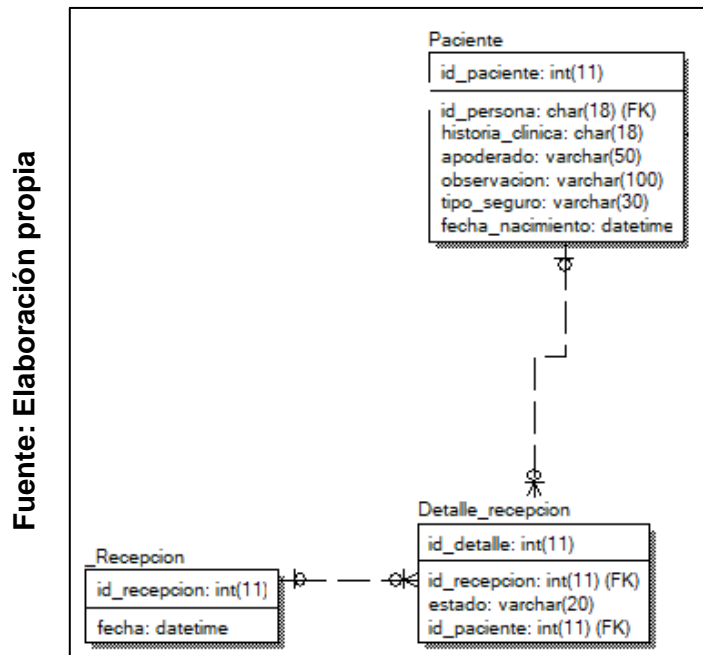 Fuente: Elaboración propia
Paciente
id_paciente: int(11)
id_persona: char(18) (FK)
historia_clinica: char(18)
apoderado: varchar(50)
observacion: varchar(100)
tipo_seguro: varchar(30)
fecha_nacimiento: datetime
_Recepcion
id_recepcion: int(11)
fecha: datetime
Detalle_recepcion
id_detalle: int(11)
id_recepcion: int(11) (FK)
estado: varchar(20)
id_paciente: int(11) (FK)